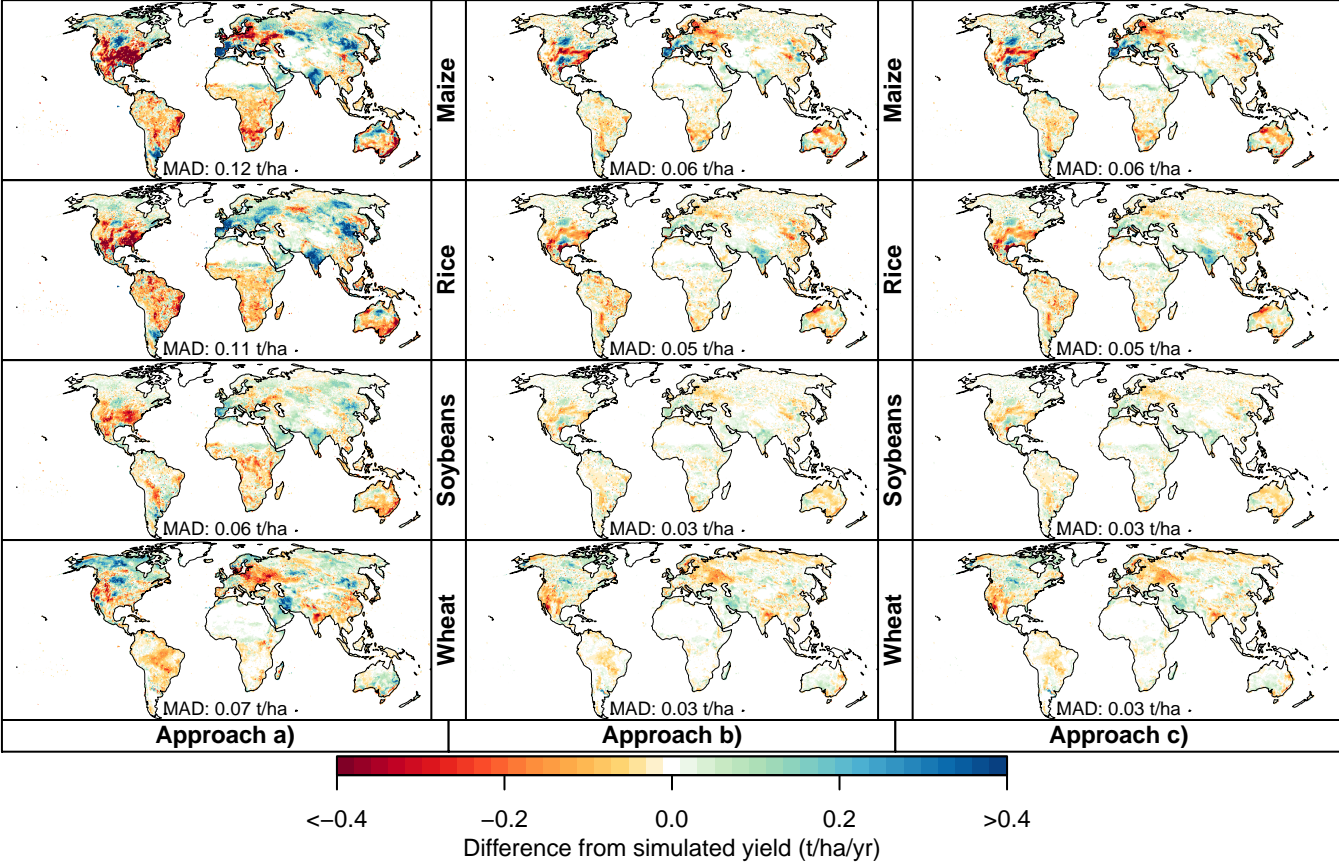 MAD: 0.12 t/ha
Maize
MAD: 0.06 t/ha
Maize
MAD: 0.06 t/ha
MAD: 0.11 t/ha
Rice
MAD: 0.05 t/ha
Rice
MAD: 0.05 t/ha
MAD: 0.06 t/ha
Soybeans
MAD: 0.03 t/ha
Soybeans
MAD: 0.03 t/ha
MAD: 0.07 t/ha
Wheat
MAD: 0.03 t/ha
Wheat
MAD: 0.03 t/ha
Approach a)
Approach b)
Approach c)
<−0.4 −0.2 0.0 0.2 >0.4
Difference from simulated yield (t/ha/yr)